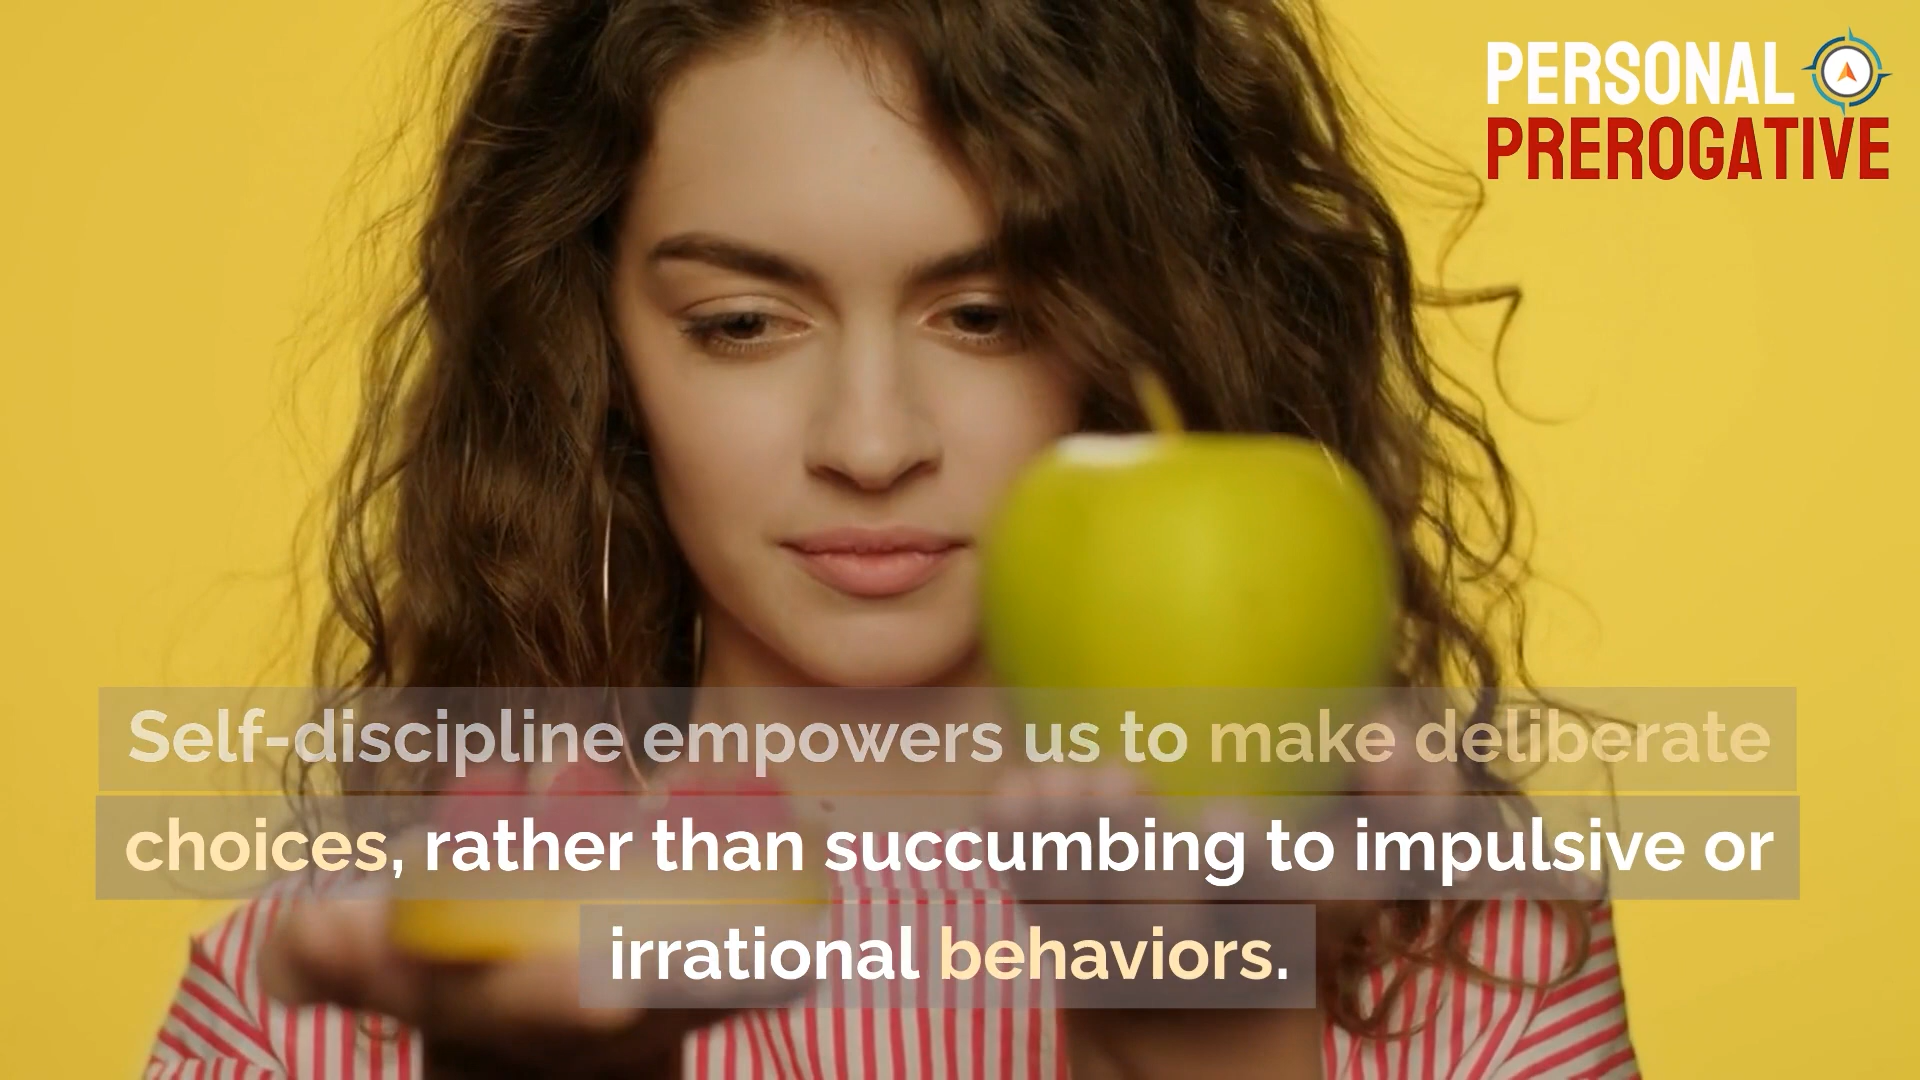 PERSONAL
PREROGATIVE
Self-discipline empowers us to make deliberate
choices, rather than succumbing to impulsive or
irrational behaviors.